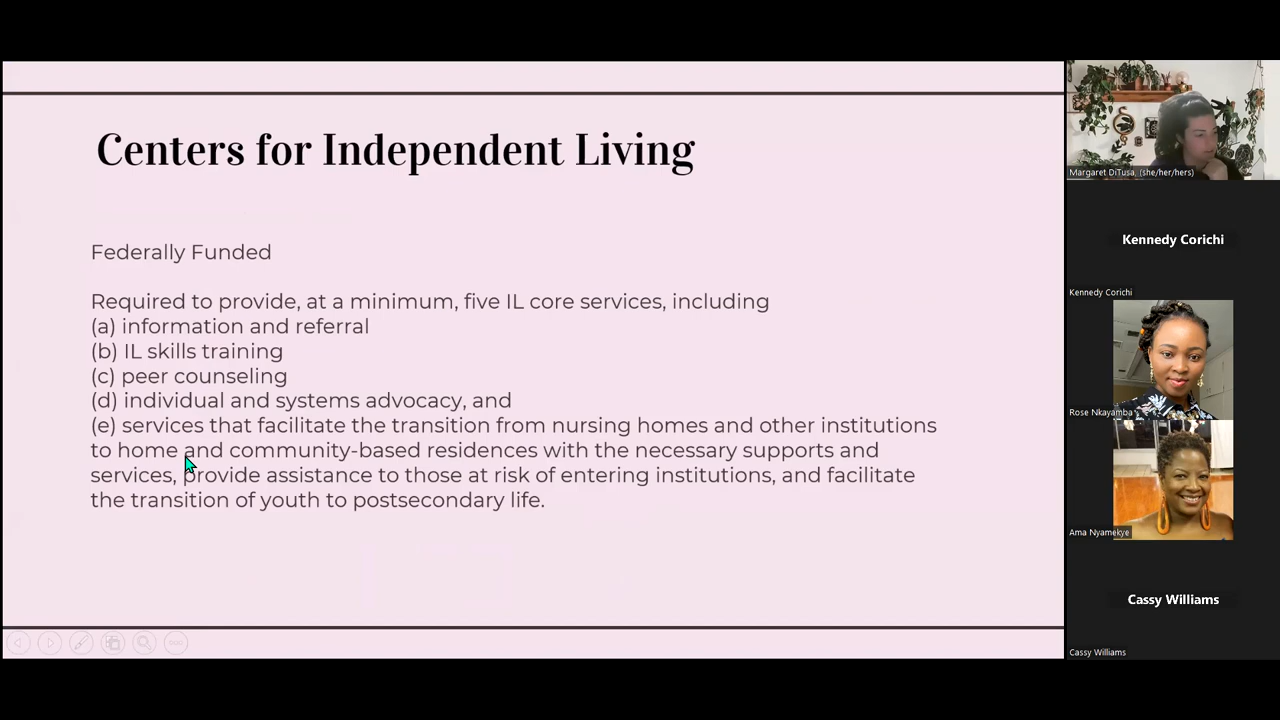 Centers for Independent Living
Federally Funded
Required to provide, at a minimum, five IL core services, including
(a) information and referral
(b) IL skills training
(c) peer counseling
(d) individual and systems advocacy, and
(e) services that facilitate the transition from nursing homes and other institutions
to home and community-based residences with the necessary supports and
services, provide assistance to those at risk of entering institutions, and facilitate
the transition of youth to postsecondary life.
Margaret DiTusa, (she/her/hers)
Kennedy Corichi
Kennedy Corichi
Rose Nkayamba
Ama Nyamekye
Cassy Williams
Cassy Williams